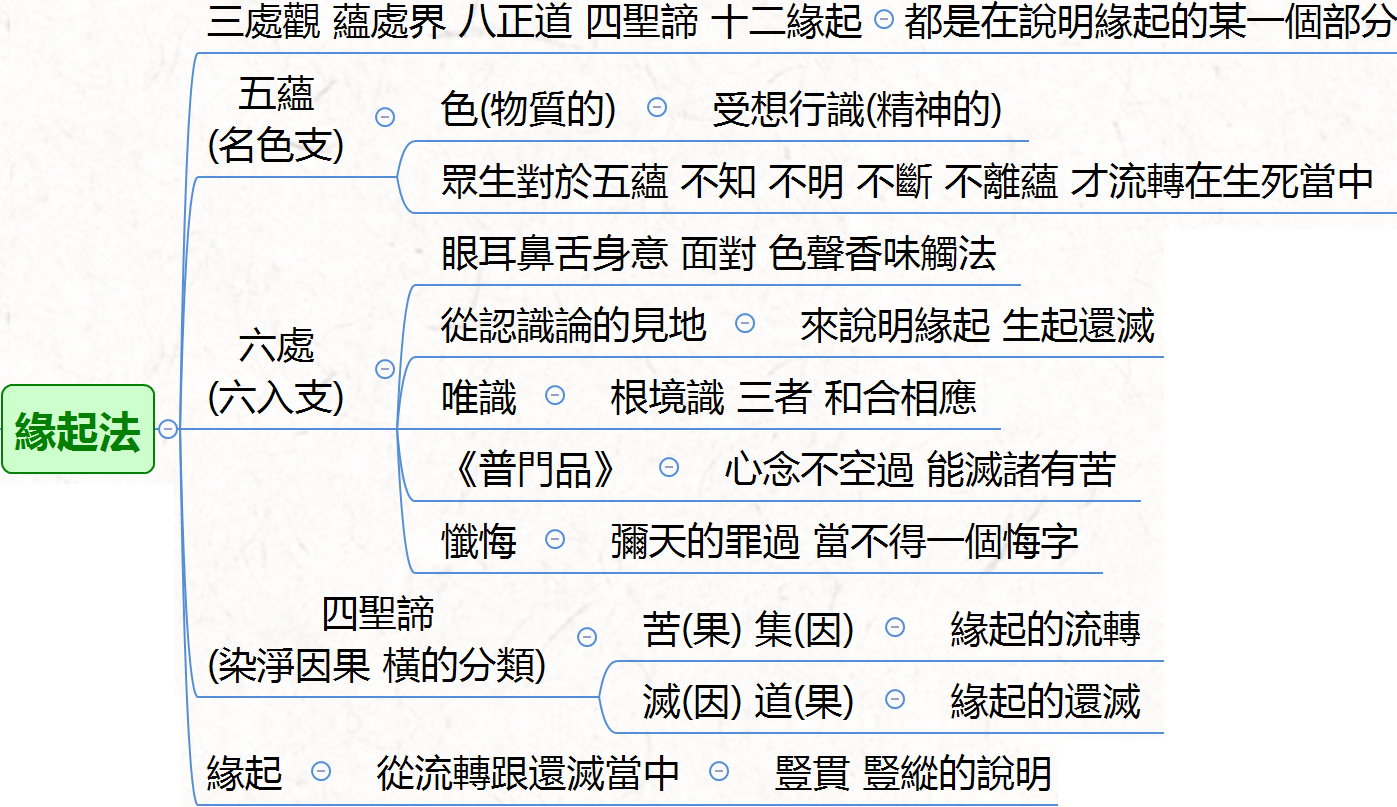 三處觀 蘊處界 八正道 四聖諦 十二緣起 都是在說明緣起的某一個部分
五蘊
(名色支)
色(物質的) 受想行識(精神的)
眾生對於五蘊 不知 不明 不斷 不離蘊 才流轉在生死當中
六處
(六入支)
眼耳鼻舌身意 面對 色聲香味觸法
從認識論的見地 來說明緣起 生起還滅
唯識 根境識 三者 和合相應
《普門品》 心念不空過 能滅諸有苦
懺悔 彌天的罪過 當不得一個悔字
緣起法
四聖諦
(染淨因果 橫的分類)
苦(果) 集(因) 緣起的流轉
滅(因) 道(果) 緣起的還滅
緣起 從流轉跟還滅當中 豎貫 豎縱的說明